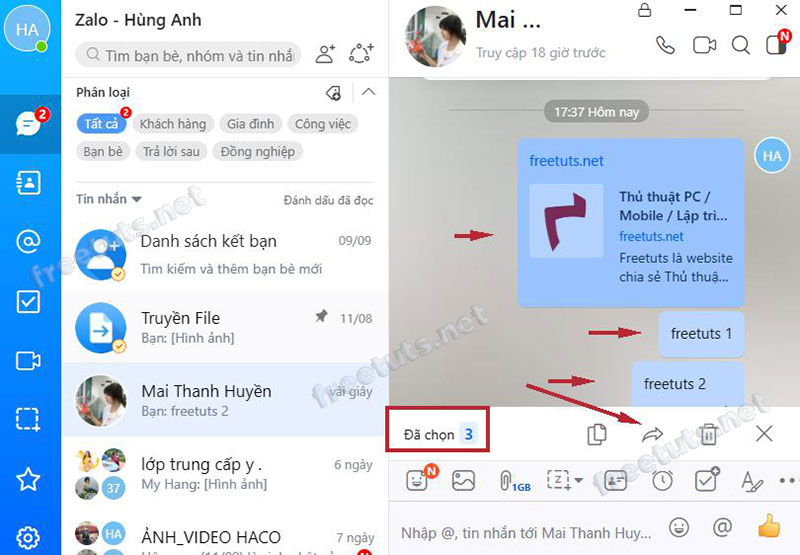 HA
Zalo - Hùng Anh
Tìm bạn bè, nhóm và tin nhắn
Phân loại
Tất cả
2
Khách hàng
Gia đình
Công việc
Bạn bè
Trả lời sau
Đồng nghiệp
Tin nhắn
Đánh dấu đã đọc
2
Danh sách kết bạn
09/09
Tìm kiếm và thêm bạn bè mới
Truyền File
11/08
Bạn: [Hình ảnh]
Mai Thanh Huyền
vài giây
Bạn: freetuts 2
lớp trung cấp y .
6 ngày
My Hang: [Hình ảnh]
37
HA
ẢNH_VIDEO HACO
7 ngày
N
Mai ...
Truy cập 18 giờ trước
N
17:37 Hôm nay
HA
freetuts.net
Thủ thuật PC /
Mobile / Lập tri...
freetuts.net
Freetuts là website
chia sẻ Thủ thuậ...
freetuts 1
freetuts 2
Đã chọn 3
N
1GB
Nhập @, tin nhắn tới Mai Thanh Huy...
freetuts.net
freetuts.net
freetuts.net